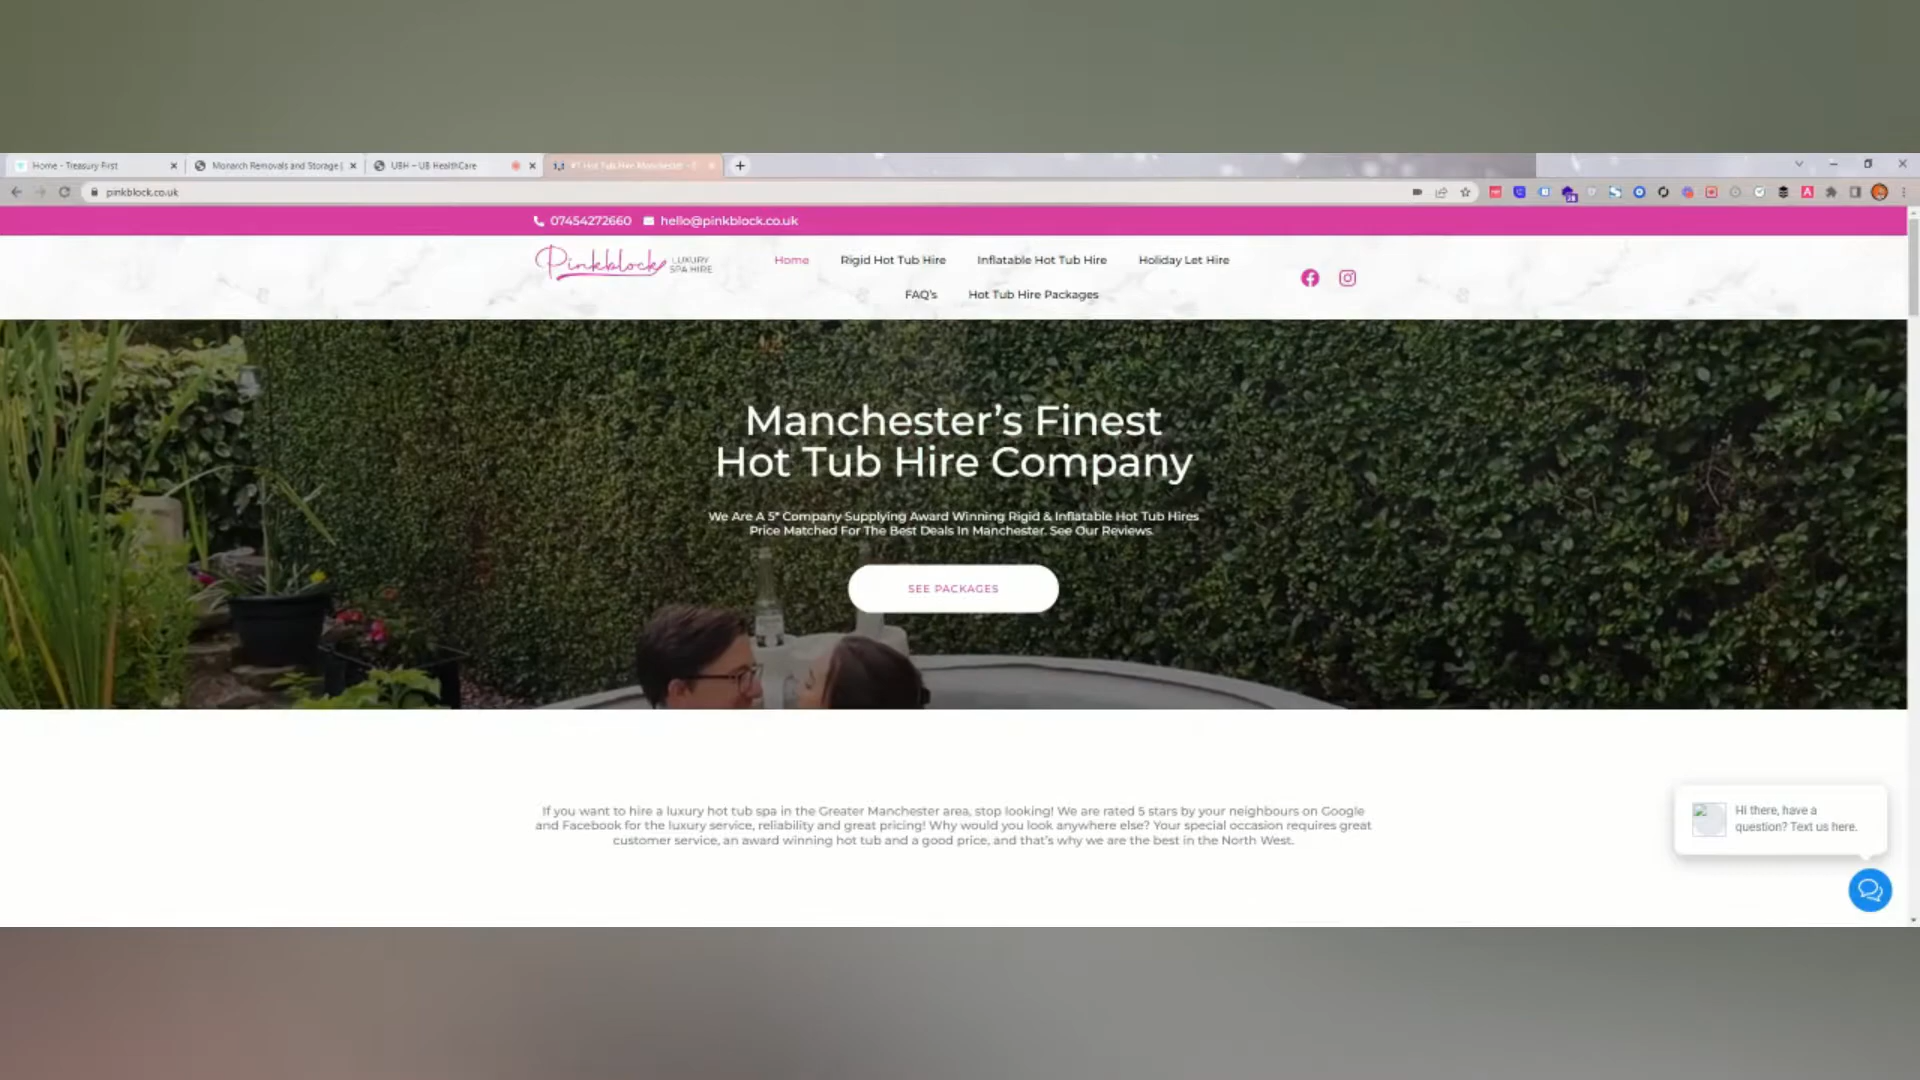 Home - Treasury First
Monarch Removals and Storage (
UBH – UB HealthCare
#1 Hot Tub Hire Manchester -
pinkblock.co.uk
07454272660 hello@pinkblock.co.uk
Pinkblock LUXURY
SPA HIRE
Home Rigid Hot Tub Hire Inflatable Hot Tub Hire Holiday Let Hire
FAQ's Hot Tub Hire Packages
Manchester's Finest
Hot Tub Hire Company
We Are A 5* Company Supplying Award Winning Rigid & Inflatable Hot Tub Hires
Price Matched For The Best Deals In Manchester. See Our Reviews.
SEE PACKAGES
If you want to hire a luxury hot tub spa in the Greater Manchester area, stop looking! We are rated 5 stars by your neighbours on Google
and Facebook for the luxury service, reliability and great pricing! Why would you look anywhere else? Your special occasion requires great
customer service, an award winning hot tub and a good price, and that's why we are the best in the North West.
Hi there, have a
question? Text us here.